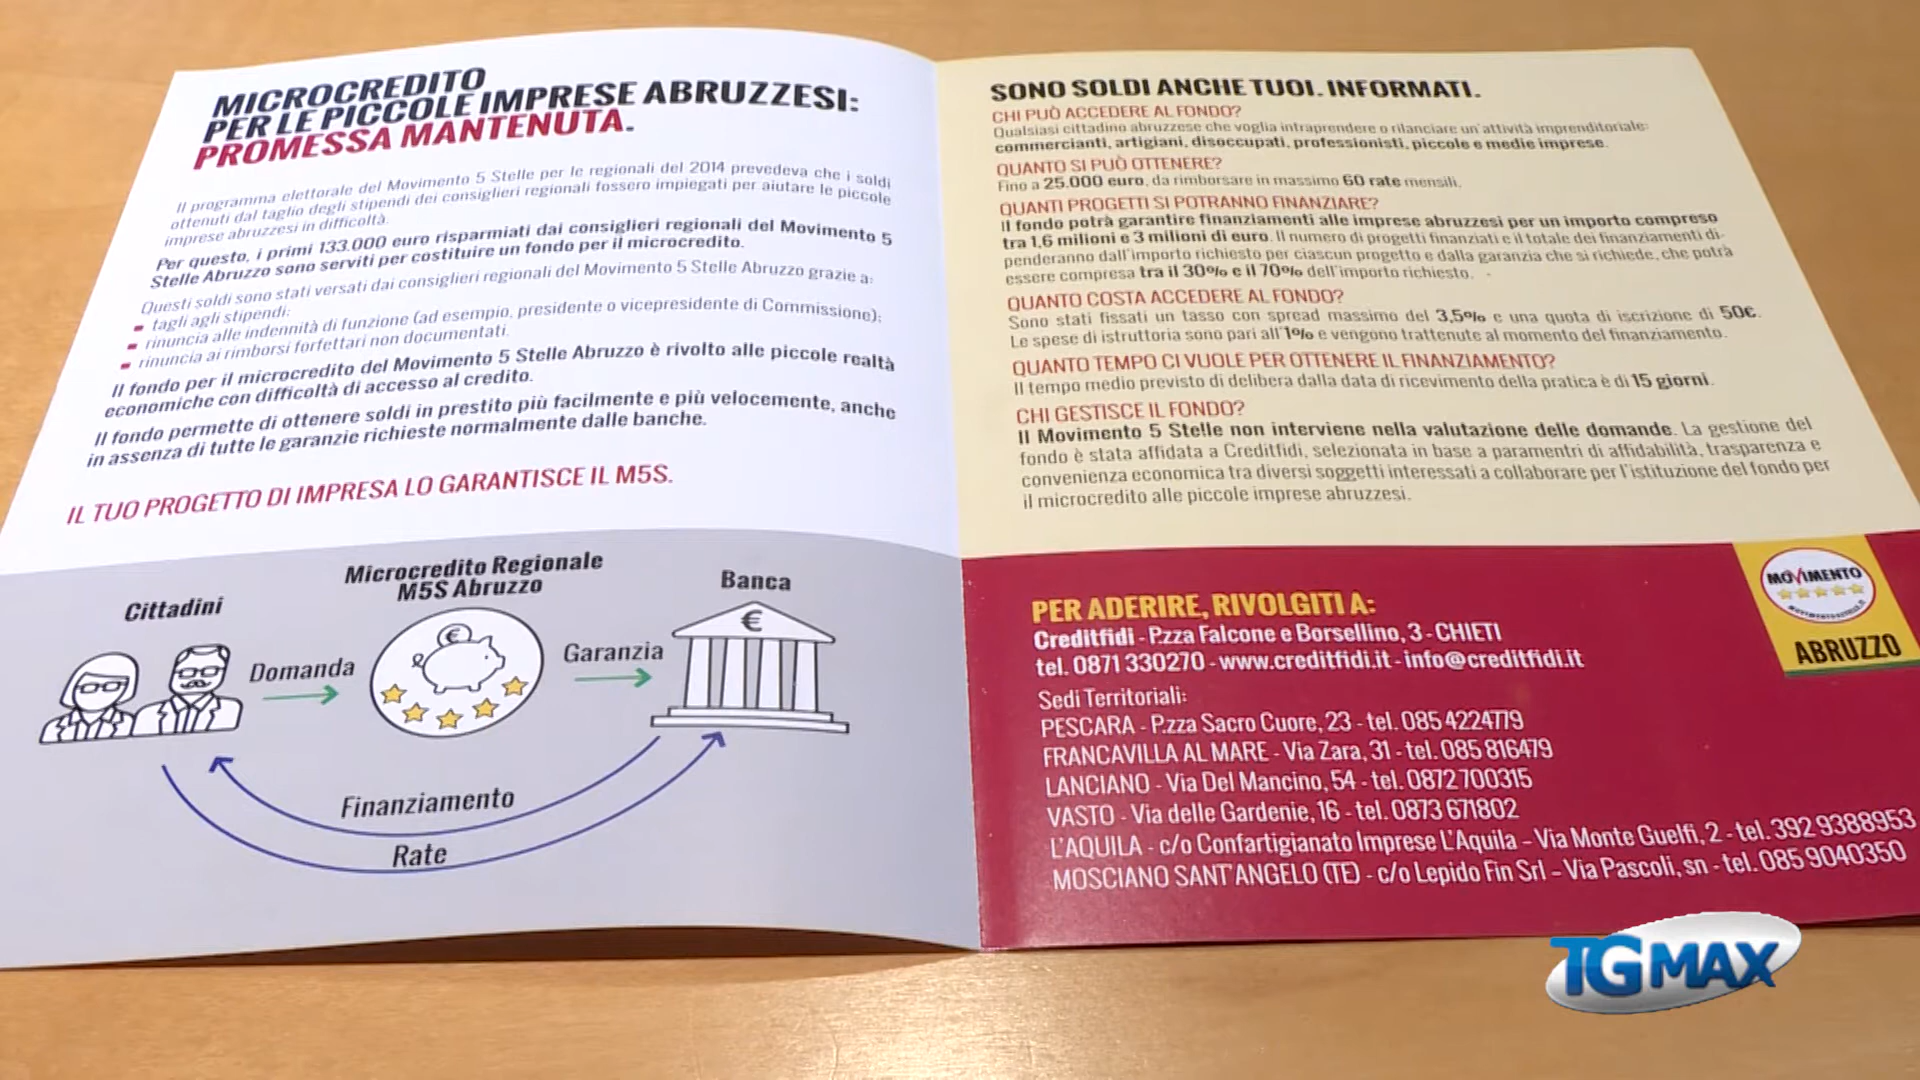 MICROCREDITO
PER LE PICCOLE IMPRESE ABRUZZESI:
PROMESSA MANTENUTA.
Il programma elettorale del Movimento 5 Stelle per le regionali del 2014 prevedeva che i soldi
ottenuti dal taglio degli stipendi dei consiglieri regionali fossero impiegati per aiutare le piccole
imprese abruzzesi in difficoltà.
Per questo, i primi 133.000 euro risparmiati dai consiglieri regionali del Movimento 5
Stelle Abruzzo sono serviti per costituire un fondo per il microcredito.
Questi soldi sono stati versati dai consiglieri regionali del Movimento 5 Stelle Abruzzo grazie a:
- tagli agli stipendi;
- rinuncia alle indennità di funzione (ad esempio, presidente o vicepresidente di Commissione);
- rinuncia ai rimborsi forfettari non documentati.
Il fondo per il microcredito del Movimento 5 Stelle Abruzzo è rivolto alle piccole realtà
economiche con difficoltà di accesso al credito.
Il fondo permette di ottenere soldi in prestito più facilmente e più velocemente, anche
in assenza di tutte le garanzie richieste normalmente dalle banche.
IL TUO PROGETTO DI IMPRESA LO GARANTISCE IL M5S.
Cittadini
Microcredito Regionale
M5S Abruzzo
Banca
€
€
Domanda
Garanzia
Finanziamento
Rate
SONO SOLDI ANCHE TUOI. INFORMATI.
CHI PUÒ ACCEDERE AL FONDO?
Qualsiasi cittadino abruzzese che voglia intraprendere o rilanciare un'attività imprenditoriale:
commercianti, artigiani, disoccupati, professionisti, piccole e medie imprese.
QUANTO SI PUÒ OTTENERE?
Fino a 25.000 euro, da rimborsare in massimo 60 rate mensili.
QUANTI PROGETTI SI POTRANNO FINANZIARE?
Il fondo potrà garantire finanziamenti alle imprese abruzzesi per un importo compreso
tra 1,6 milioni e 3 milioni di euro. Il numero di progetti finanziati e il totale dei finanziamenti di-
penderanno dall'importo richiesto per ciascun progetto e dalla garanzia che si richiede, che potrà
essere compresa tra il 30% e il 70% dell'importo richiesto.
QUANTO COSTA ACCEDERE AL FONDO?
Sono stati fissati un tasso con spread massimo del 3,5% e una quota di iscrizione di 50€.
Le spese di istruttoria sono pari all'1% e vengono trattenute al momento del finanziamento.
QUANTO TEMPO CI VUOLE PER OTTENERE IL FINANZIAMENTO?
Il tempo medio previsto di delibera dalla data di ricevimento della pratica è di 15 giorni.
CHI GESTISCE IL FONDO?
Il Movimento 5 Stelle non interviene nella valutazione delle domande. La gestione del
fondo è stata affidata a Creditfidi, selezionata in base a paramentri di affidabilità, trasparenza e
convenienza economica tra diversi soggetti interessati a collaborare per l'istituzione del fondo per
il microcredito alle piccole imprese abruzzesi.
PER ADERIRE, RIVOLGITI A:
Creditfidi - P.zza Falcone e Borsellino, 3 - CHIETI
tel. 0871 330270 - www.creditfidi.it - info@creditfidi.it
Sedi Territoriali:
PESCARA - P.zza Sacro Cuore, 23 - tel. 085 4224779
FRANCAVILLA AL MARE - Via Zara, 31 - tel. 085 816479
LANCIANO - Via Del Mancino, 54 - tel. 0872 700315
VASTO - Via delle Gardenie, 16 - tel. 0873 671802
L'AQUILA - c/o Confartigianato Imprese L'Aquila – Via Monte Guelfi, 2 - tel. 392 9388953
MOSCIANO SANT'ANGELO (TE) - c/o Lepido Fin Srl – Via Pascoli, sn - tel. 085 9040350
MOVIMENTO
ABRUZZO
TGMAX